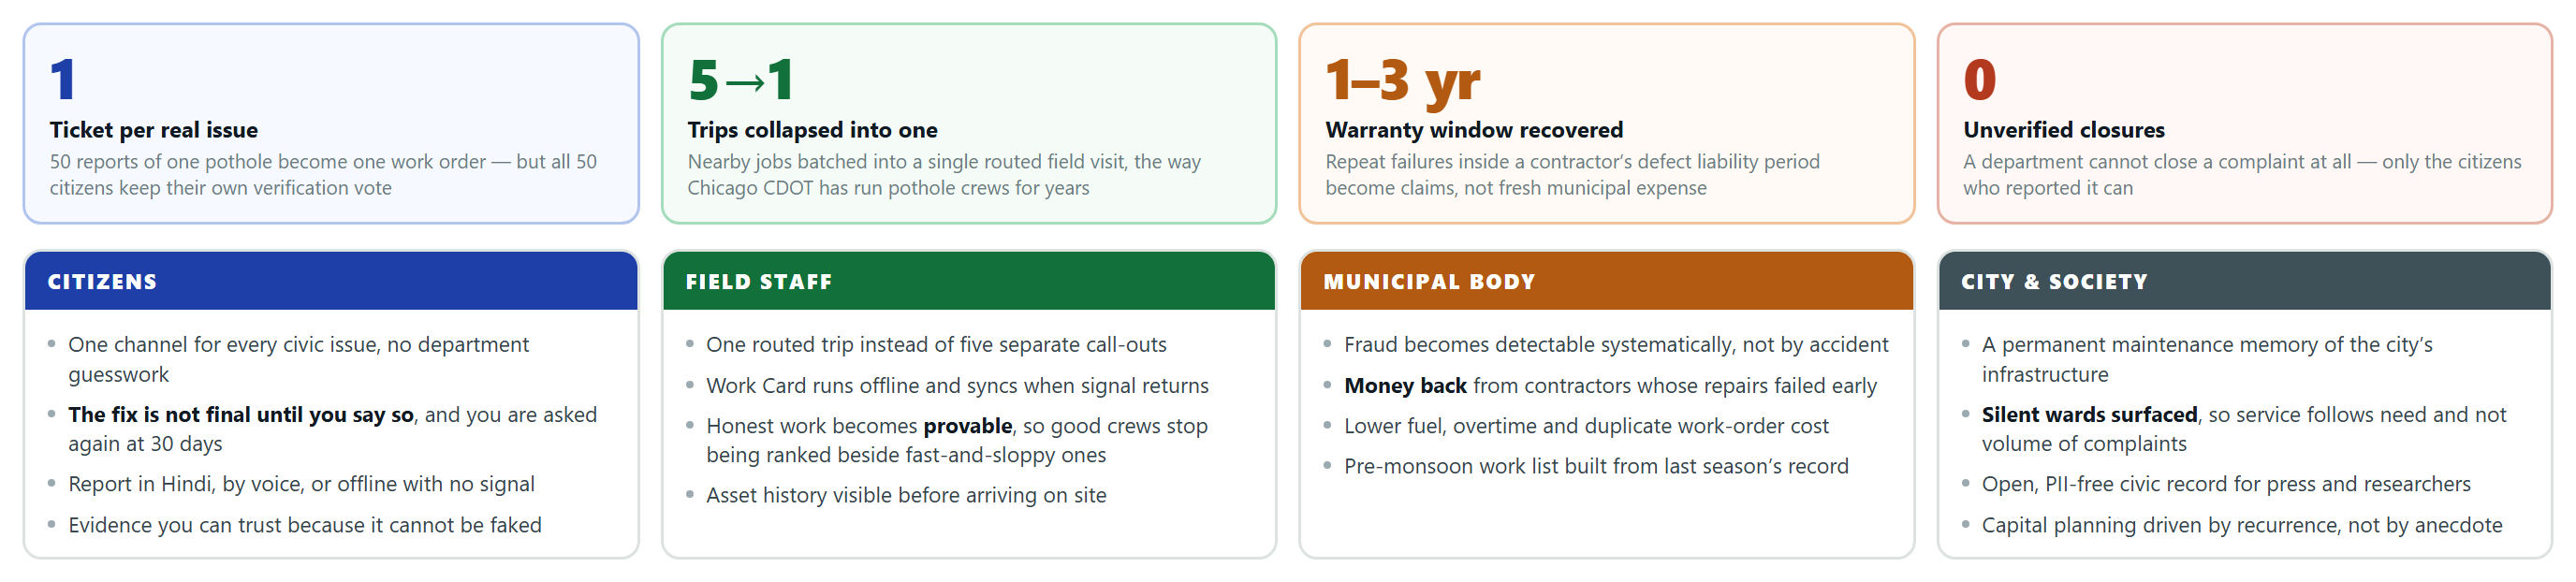 1
Ticket per real issue
50 reports of one pothole become one work order — but all 50
citizens keep their own verification vote
5→1
Trips collapsed into one
Nearby jobs batched into a single routed field visit, the way
Chicago CDOT has run pothole crews for years
1–3 yr
Warranty window recovered
Repeat failures inside a contractor’s defect liability period
become claims, not fresh municipal expense
0
Unverified closures
A department cannot close a complaint at all — only the citizens
who reported it can
CITIZENS
• One channel for every civic issue, no department
guesswork
• The fix is not final until you say so, and you are asked
again at 30 days
• Report in Hindi, by voice, or offline with no signal
• Evidence you can trust because it cannot be faked
FIELD STAFF
• One routed trip instead of five separate call-outs
• Work Card runs offline and syncs when signal returns
• Honest work becomes provable, so good crews stop
being ranked beside fast-and-sloppy ones
• Asset history visible before arriving on site
MUNICIPAL BODY
• Fraud becomes detectable systematically, not by accident
• Money back from contractors whose repairs failed early
• Lower fuel, overtime and duplicate work-order cost
• Pre-monsoon work list built from last season’s record
CITY & SOCIETY
• A permanent maintenance memory of the city’s
infrastructure
• Silent wards surfaced, so service follows need and not
volume of complaints
• Open, PII-free civic record for press and researchers
• Capital planning driven by recurrence, not by anecdote